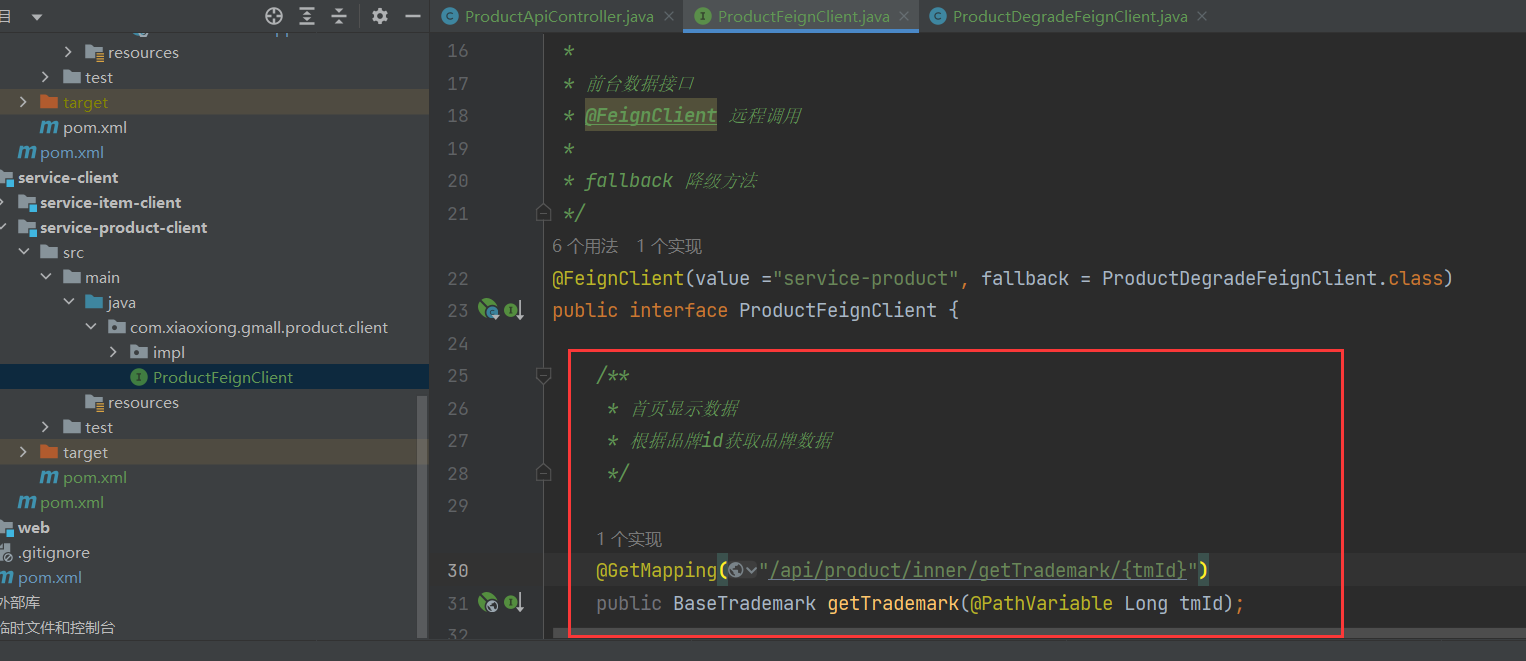 目
ProductApiController.java
ProductFeignClient.java
ProductDegradeFeignClient.java
resources
test
target
pom.xml
pom.xml
service-client
service-item-client
service-product-client
src
main
java
com.xiaoxiong.gmall.product.client
impl
ProductFeignClient
resources
test
target
pom.xml
pom.xml
web
.gitignore
pom.xml
外部库
临时文件和控制台
16 *
17 * 前台数据接口
18 * @FeignClient 远程调用
19 *
20 * fallback 降级方法
21 */
6 个用法 1 个实现
22 @FeignClient(value ="service-product", fallback = ProductDegradeFeignClient.class)
23 public interface ProductFeignClient {
24
25 /**
26 * 首页显示数据
27 * 根据品牌id获取品牌数据
28 */
29
1 个实现
30 @GetMapping("/api/product/inner/getTrademark/{tmId}")
31 public BaseTrademark getTrademark(@PathVariable Long tmId);
32